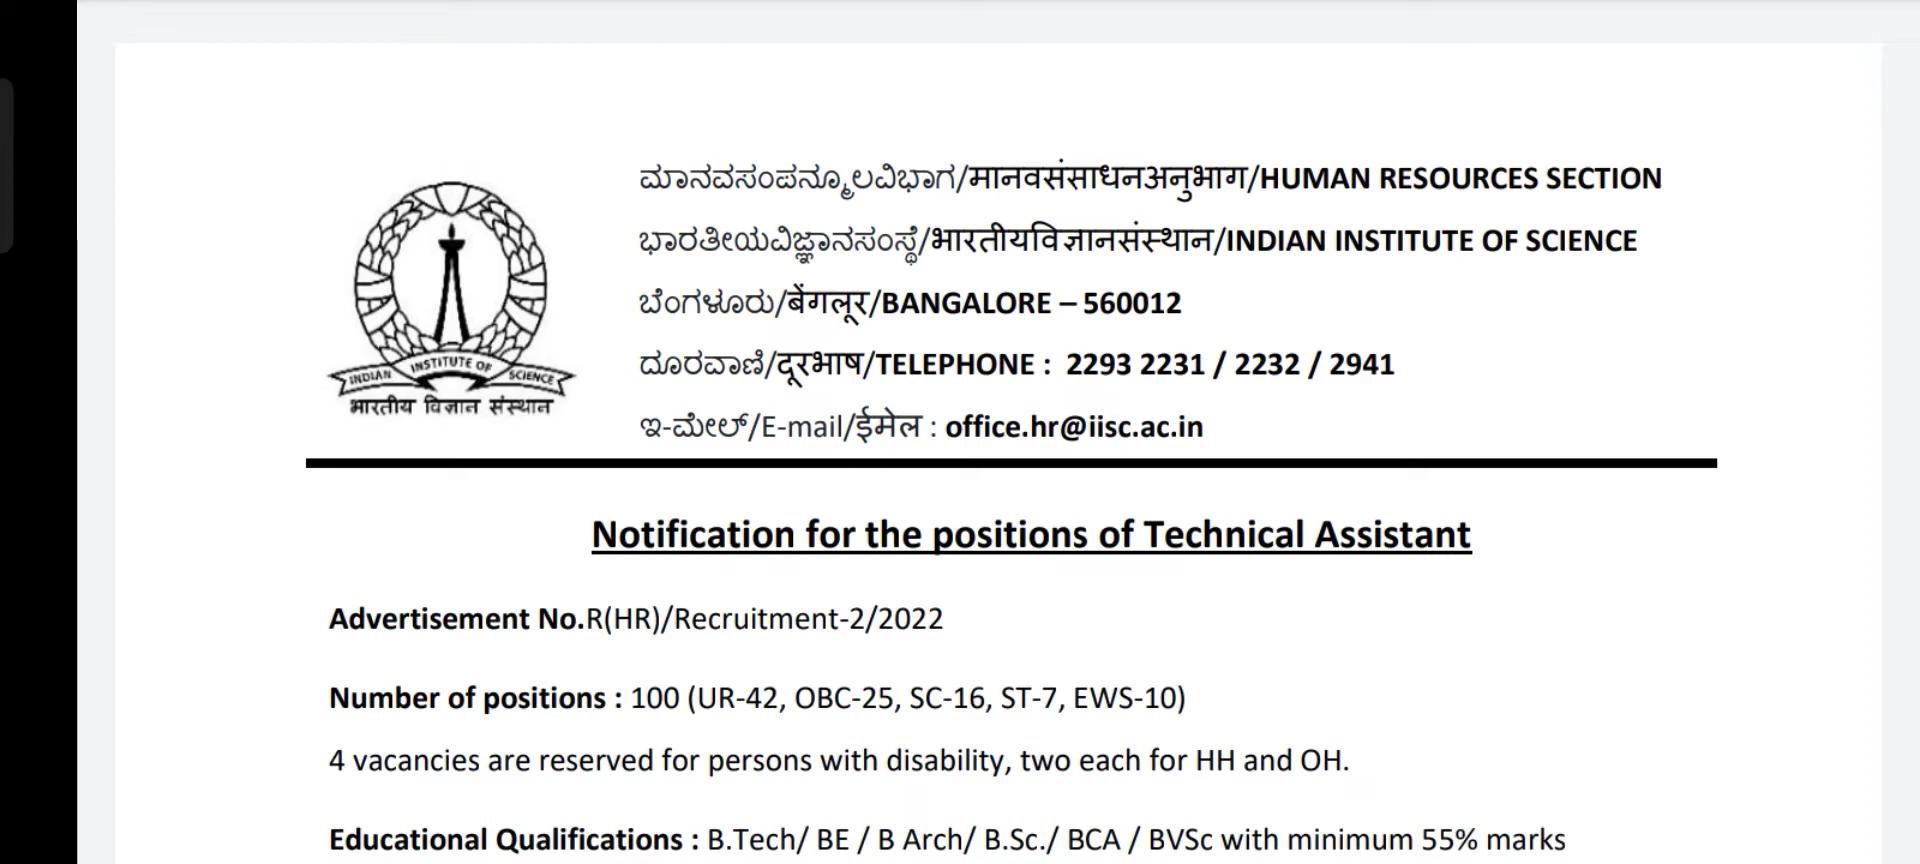 ಮಾನವಸಂಪನ್ಮೂಲವಿಭಾಗ/मानवसंसाधनअनुभाग/HUMAN RESOURCES SECTION
ಭಾರತೀಯವಿಜ್ಞಾನಸಂಸ್ಥೆ/भारतीयविज्ञानसंस्थान/INDIAN INSTITUTE OF SCIENCE
ಬೆಂಗಳೂರು/बेंगलूर/BANGALORE – 560012
ದೂರವಾಣಿ/दूरभाष/TELEPHONE : 2293 2231 / 2232 / 2941
ಇ-ಮೇಲ್/E-mail/ईमेल : office.hr@iisc.ac.in
INDIAN INSTITUTE OF SCIENCE
भारतीय विज्ञान संस्थान
Notification for the positions of Technical Assistant
Advertisement No.R(HR)/Recruitment-2/2022
Number of positions : 100 (UR-42, OBC-25, SC-16, ST-7, EWS-10)
4 vacancies are reserved for persons with disability, two each for HH and OH.
Educational Qualifications : B.Tech/ BE / B Arch/ B.Sc./ BCA / BVSc with minimum 55% marks